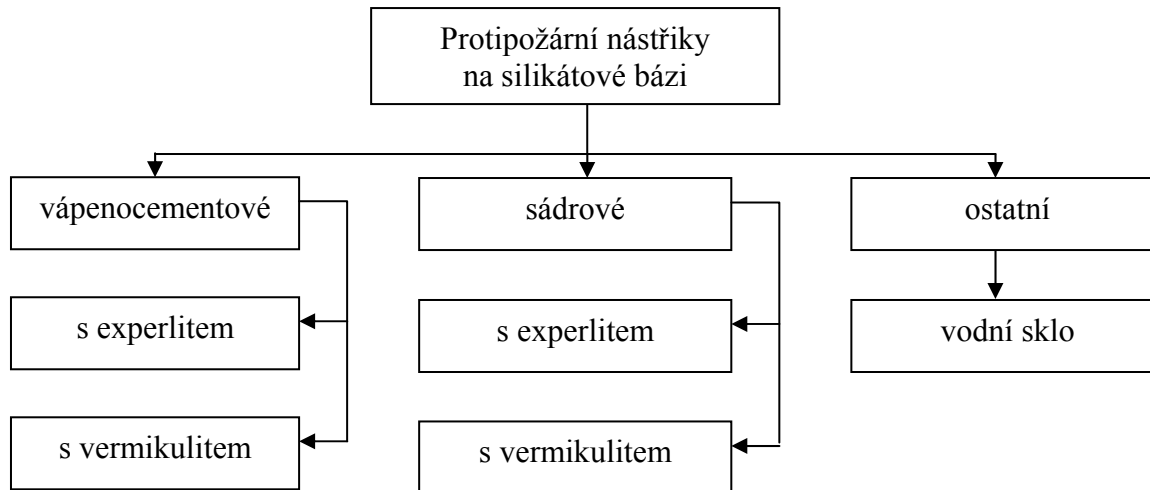 Protipožární nástřiky
na silikátové bázi
vápenocementové
sádrové
ostatní
s experlitem
s experlitem
vodní sklo
s vermikulitem
s vermikulitem